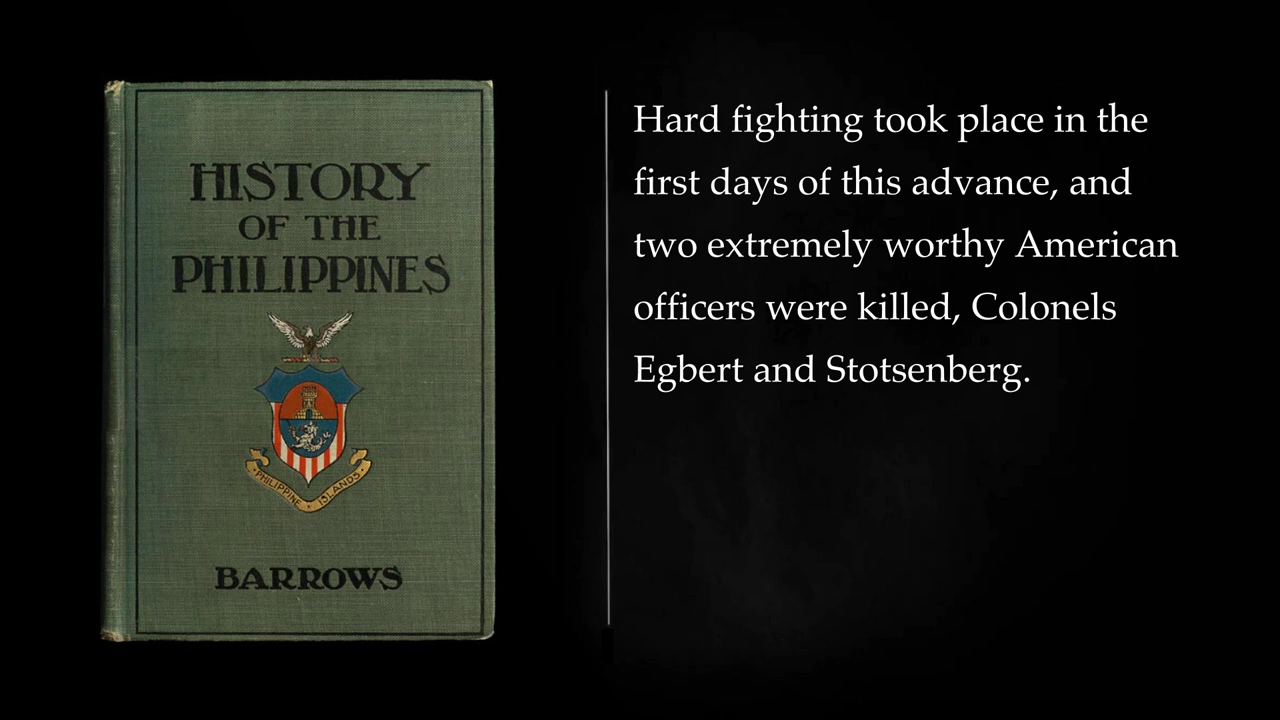 HISTORY
OF THE
PHILIPPINES
PHILIPPINE ISLANDS
BARROWS
Hard fighting took place in the
first days of this advance, and
two extremely worthy American
officers were killed, Colonels
Egbert and Stotsenberg.